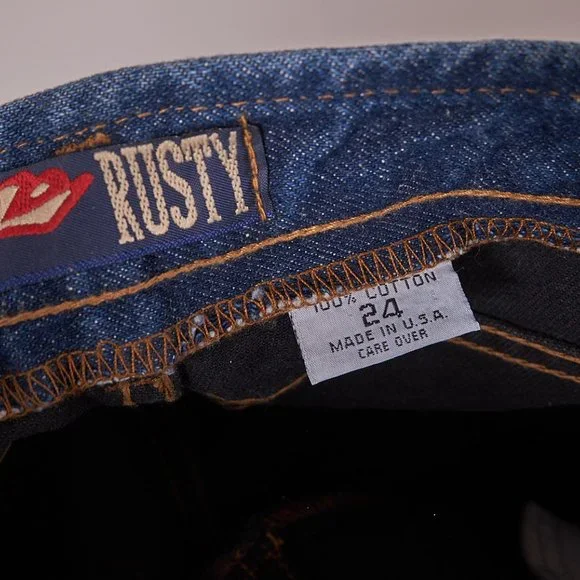 RUSTY
100% COTTON
24
MADE IN U.S.A.
CARE OVER